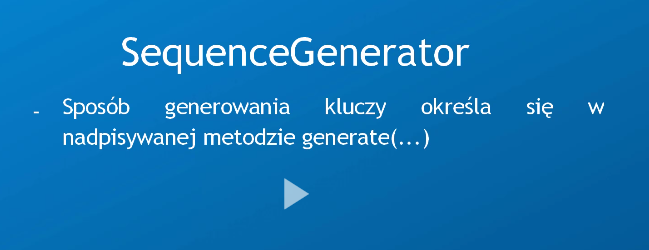 SequenceGenerator
- Sposób generowania kluczy określa się w
nadpisywanej metodzie generate(...)